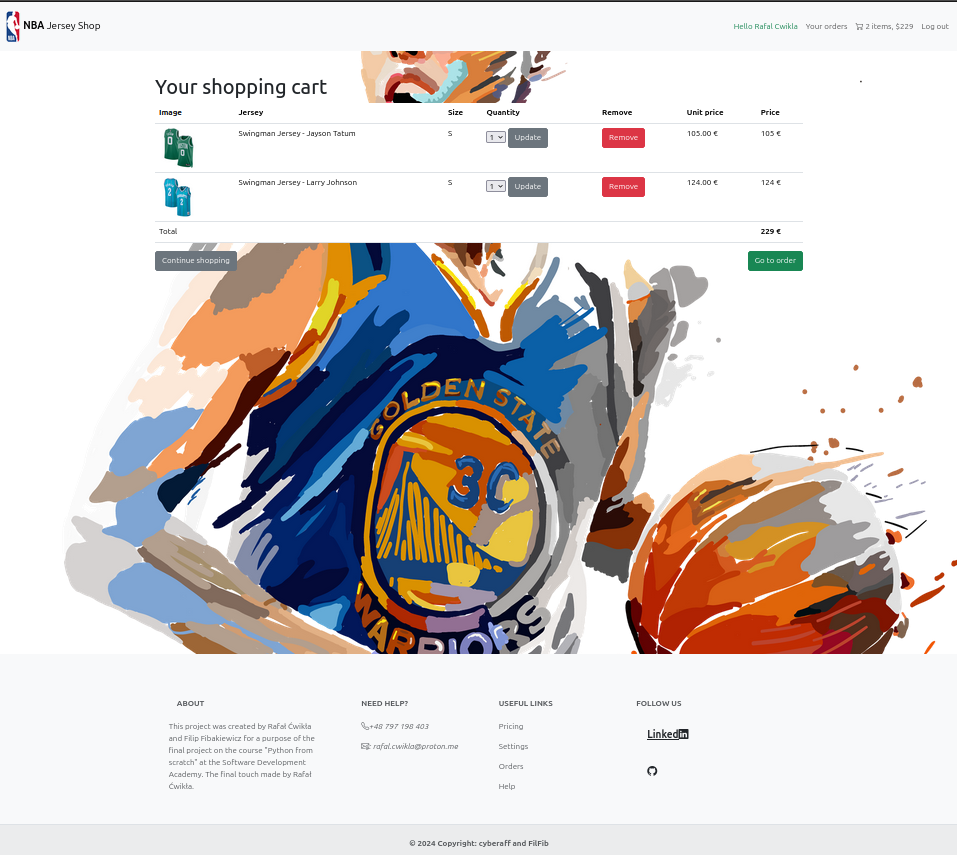 NBA Jersey Shop
Hello Rafal Cwikla Your orders 2 items, $229 Log out
Your shopping cart
Image Jersey Size Quantity Remove Unit price Price
Swingman Jersey - Jayson Tatum S 1 Update Remove 105.00 € 105 €
Swingman Jersey - Larry Johnson S 1 Update Remove 124.00 € 124 €
Total 229 €
Continue shopping Go to order
GOLDEN STATE
30
WARRIORS
ABOUT
This project was created by Rafał Ćwikła
and Filip Fibakiewicz for a purpose of the
final project on the course "Python from
scratch" at the Software Development
Academy. The final touch made by Rafał
Ćwikła.
NEED HELP?
+48 797 198 403
: rafal.cwikla@proton.me
USEFUL LINKS
Pricing
Settings
Orders
Help
FOLLOW US
Linkedin
© 2024 Copyright: cyberaff and FilFib